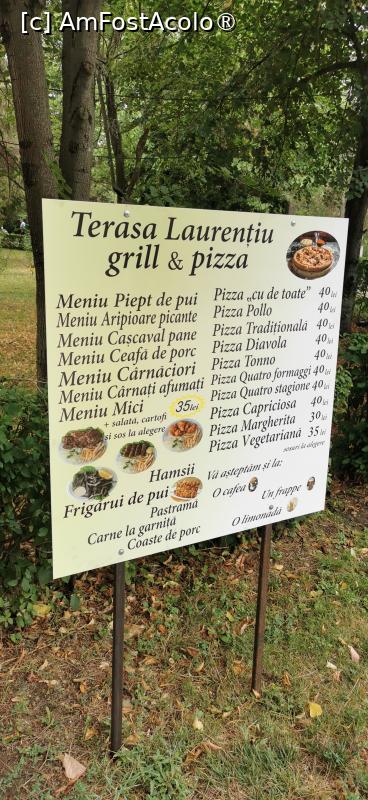 [c] AmFostAcolo®
Terasa Laurențiu
grill & pizza
Meniu Piept de pui
Meniu Aripioare picante
Meniu Cașcaval pane
Meniu Ceafă de porc
Meniu Cârnăciori
Meniu Cârnați afumați
Meniu Mici 35 lei
+ salata, cartofi
și sos la alegere
Hamsii
Frigărui de pui
Pastramă
Carne la garniță
Coaste de porc
Pizza „cu de toate” 40 lei
Pizza Pollo 40 lei
Pizza Tradițională 40 lei
Pizza Diavola 40 lei
Pizza Tonno 40 lei
Pizza Quatro formaggi 40 lei
Pizza Quatro stagione 40 lei
Pizza Capriciosa 40 lei
Pizza Margherita 30 lei
Pizza Vegetariană 35 lei
sosuri la alegere
Vă așteptăm și la:
O cafea
Un frappe
O limonadă